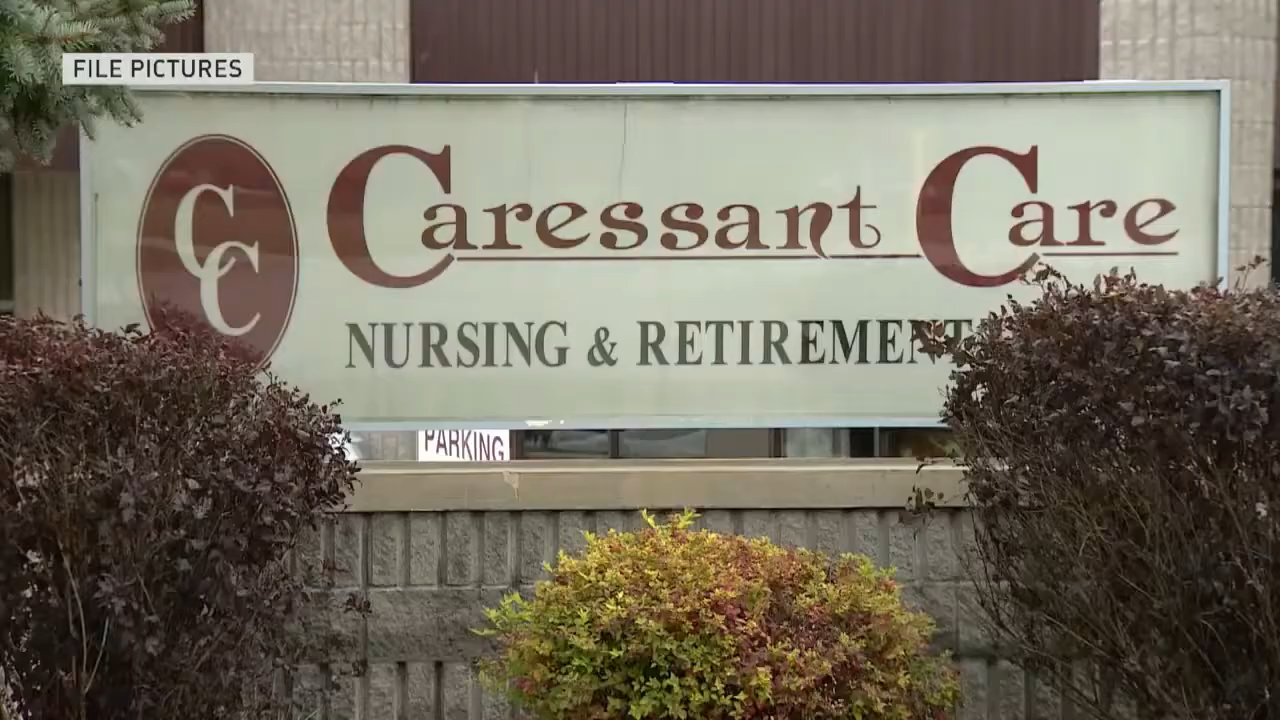 FILE PICTURES
CC
Caressant Care
NURSING & RETIREMENT
PARKING